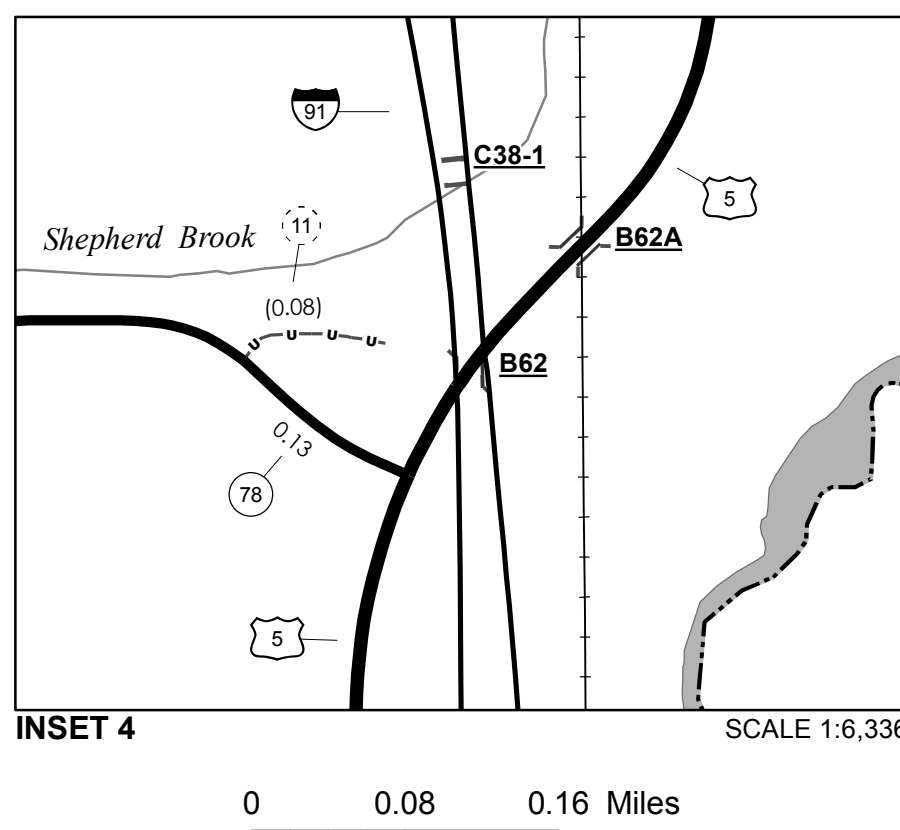 91
C38-1
5
11
Shepherd Brook
B62A
(0.08)
U U U U
B62
0.13
78
5
INSET 4
SCALE 1:6,336
0 0.08 0.16 Miles